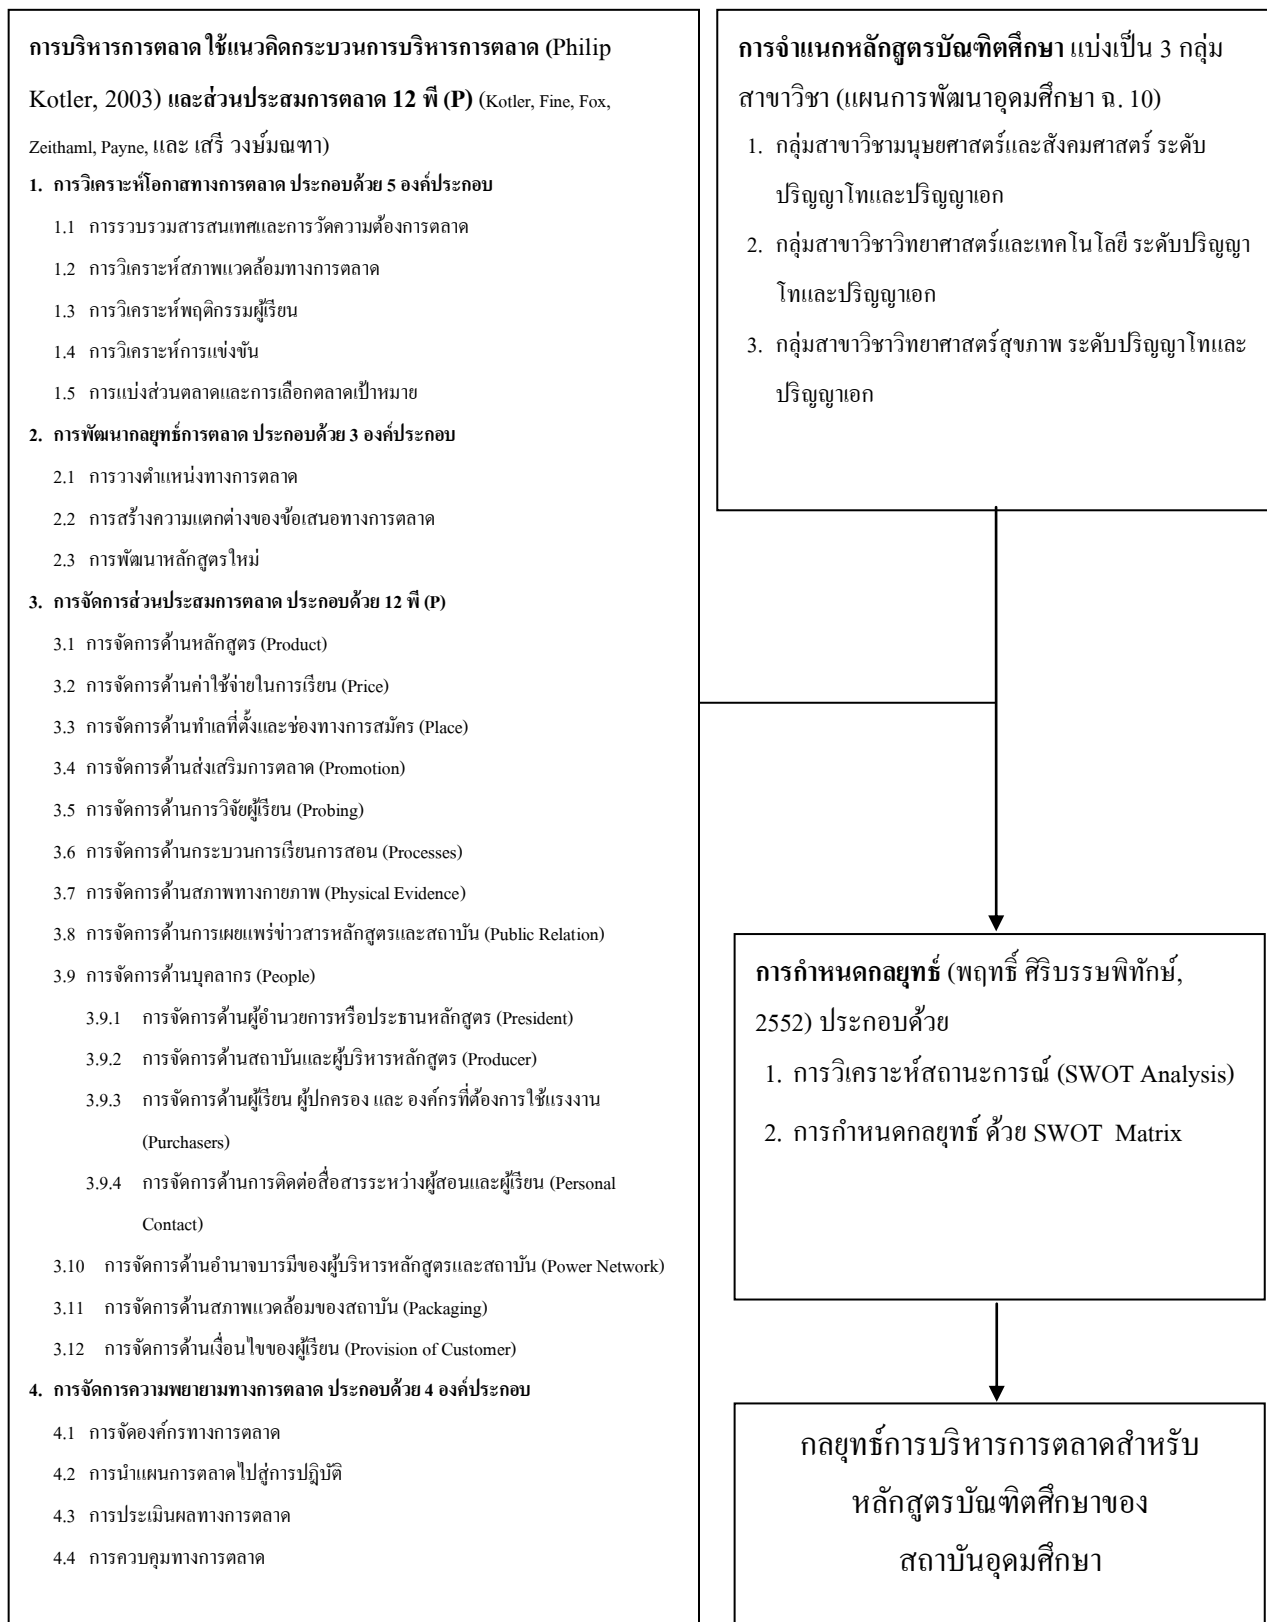 การบริหารการตลาด ใช้แนวคิดกระบวนการบริหารการตลาด (Philip
Kotler, 2003) และส่วนประสมการตลาด 12 พี (P) (Kotler, Fine, Fox,
Zeithaml, Payne, และ เสรี วงษ์มณฑา)
1. การวิเคราะห์โอกาสทางการตลาด ประกอบด้วย 5 องค์ประกอบ
1.1 การรวบรวมสารสนเทศและการวัดความต้องการตลาด
1.2 การวิเคราะห์สภาพแวดล้อมทางการตลาด
1.3 การวิเคราะห์พฤติกรรมผู้เรียน
1.4 การวิเคราะห์การแข่งขัน
1.5 การแบ่งส่วนตลาดและการเลือกตลาดเป้าหมาย
2. การพัฒนากลยุทธ์การตลาด ประกอบด้วย 3 องค์ประกอบ
2.1 การวางตำแหน่งทางการตลาด
2.2 การสร้างความแตกต่างของข้อเสนอทางการตลาด
2.3 การพัฒนาหลักสูตรใหม่
3. การจัดการส่วนประสมการตลาด ประกอบด้วย 12 พี (P)
3.1 การจัดการด้านหลักสูตร (Product)
3.2 การจัดการด้านค่าใช้จ่ายในการเรียน (Price)
3.3 การจัดการด้านทำเลที่ตั้งและช่องทางการสมัคร (Place)
3.4 การจัดการด้านส่งเสริมการตลาด (Promotion)
3.5 การจัดการด้านการวิจัยผู้เรียน (Probing)
3.6 การจัดการด้านกระบวนการเรียนการสอน (Processes)
3.7 การจัดการด้านสภาพทางกายภาพ (Physical Evidence)
3.8 การจัดการด้านการเผยแพร่ข่าวสารหลักสูตรและสถาบัน (Public Relation)
3.9 การจัดการด้านบุคลากร (People)
3.9.1 การจัดการด้านผู้อำนวยการหรือประธานหลักสูตร (President)
3.9.2 การจัดการด้านสถาบันและผู้บริหารหลักสูตร (Producer)
3.9.3 การจัดการด้านผู้เรียน ผู้ปกครอง และ องค์กรที่ต้องการใช้แรงงาน
(Purchasers)
3.9.4 การจัดการด้านการติดต่อสื่อสารระหว่างผู้สอนและผู้เรียน (Personal
Contact)
3.10 การจัดการด้านอำนาจบารมีของผู้บริหารหลักสูตรและสถาบัน (Power Network)
3.11 การจัดการด้านสภาพแวดล้อมของสถาบัน (Packaging)
3.12 การจัดการด้านเงื่อนไขของผู้เรียน (Provision of Customer)
4. การจัดการความพยายามทางการตลาด ประกอบด้วย 4 องค์ประกอบ
4.1 การจัดองค์กรทางการตลาด
4.2 การนำแผนการตลาดไปสู่การปฎิบัติ
4.3 การประเมินผลทางการตลาด
4.4 การควบคุมทางการตลาด
การจำแนกหลักสูตรบัณฑิตศึกษา แบ่งเป็น 3 กลุ่ม
สาขาวิชา (แผนการพัฒนาอุดมศึกษา ฉ. 10)
1. กลุ่มสาขาวิชามนุษยศาสตร์และสังคมศาสตร์ ระดับ
ปริญญาโทและปริญญาเอก
2. กลุ่มสาขาวิชาวิทยาศาสตร์และเทคโนโลยี ระดับปริญญา
โทและปริญญาเอก
3. กลุ่มสาขาวิชาวิทยาศาสตร์สุขภาพ ระดับปริญญาโทและ
ปริญญาเอก
การกำหนดกลยุทธ์ (พฤทธิ์ ศิริบรรษพิทักษ์,
2552) ประกอบด้วย
1. การวิเคราะห์สถานะการณ์ (SWOT Analysis)
2. การกำหนดกลยุทธ์ ด้วย SWOT Matrix
กลยุทธ์การบริหารการตลาดสำหรับ
หลักสูตรบัณฑิตศึกษาของ
สถาบันอุดมศึกษา